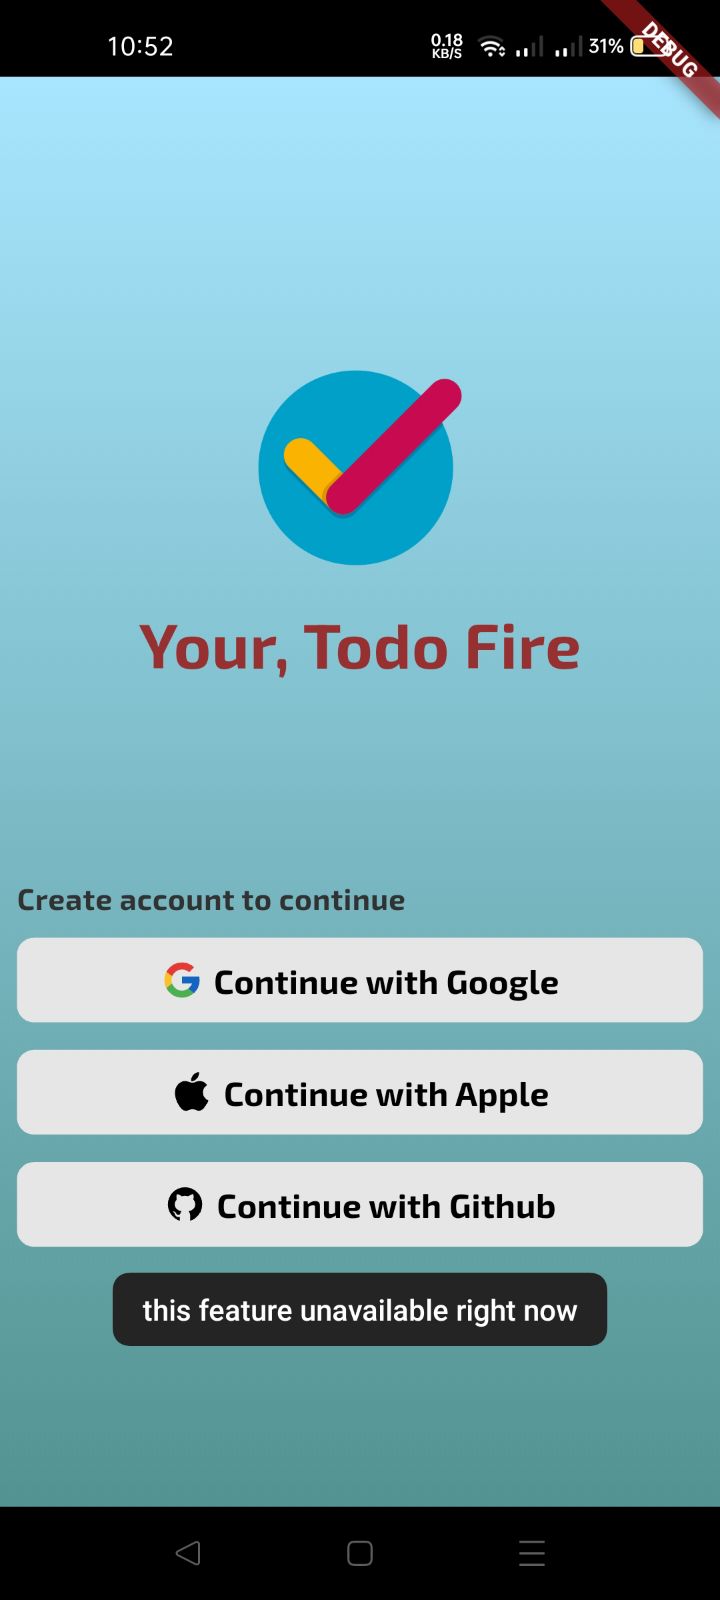 10:52
0.18
KB/S
31%
DEBUG
Your, Todo Fire
Create account to continue
Continue with Google
Continue with Apple
Continue with Github
this feature unavailable right now